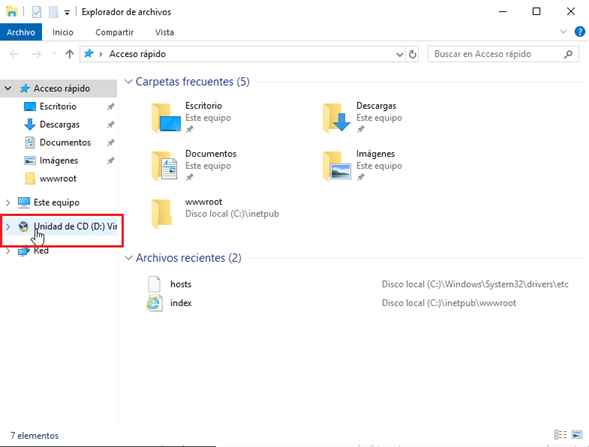 Explorador de archivos
Archivo Inicio Compartir Vista
Acceso rápido
Buscar en Acceso rápido
Acceso rápido
Escritorio
Descargas
Documentos
Imágenes
wwwroot
Este equipo
Unidad de CD (D:) Vir
Red
Carpetas frecuentes (5)
Escritorio
Este equipo
Descargas
Este equipo
Documentos
Este equipo
Imágenes
Este equipo
wwwroot
Disco local (C:)\inetpub
Archivos recientes (2)
hosts Disco local (C:)\Windows\System32\drivers\etc
index Disco local (C:)\inetpub\wwwroot
7 elementos